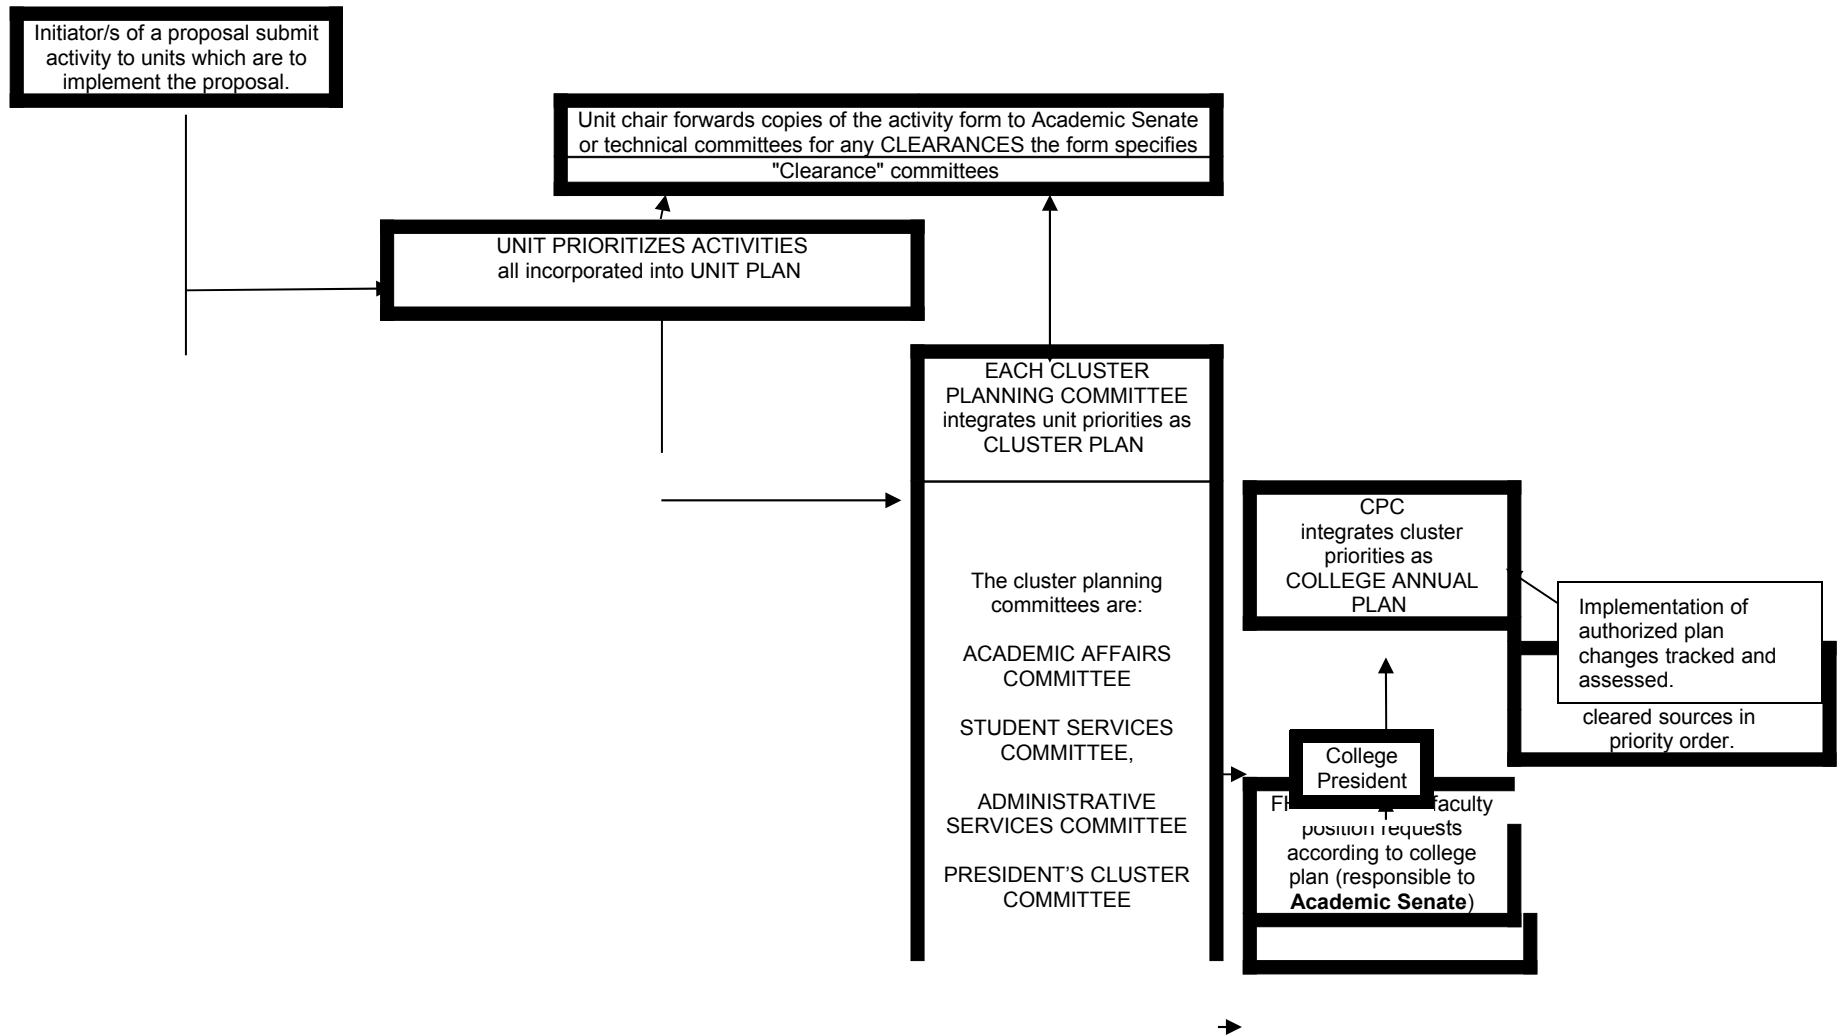 Initiator/s of a proposal submit
activity to units which are to
implement the proposal.
Unit chair forwards copies of the activity form to Academic Senate
or technical committees for any CLEARANCES the form specifies
"Clearance" committees
UNIT PRIORITIZES ACTIVITIES
all incorporated into UNIT PLAN
EACH CLUSTER
PLANNING COMMITTEE
integrates unit priorities as
CLUSTER PLAN
The cluster planning
committees are:
ACADEMIC AFFAIRS
COMMITTEE
STUDENT SERVICES
COMMITTEE,
ADMINISTRATIVE
SERVICES COMMITTEE
PRESIDENT'S CLUSTER
COMMITTEE
CPC
integrates cluster
priorities as
COLLEGE ANNUAL
PLAN
Implementation of
authorized plan
changes tracked and
assessed.
cleared sources in
priority order.
College
President
faculty
position requests
according to college
plan (responsible to
Academic Senate)